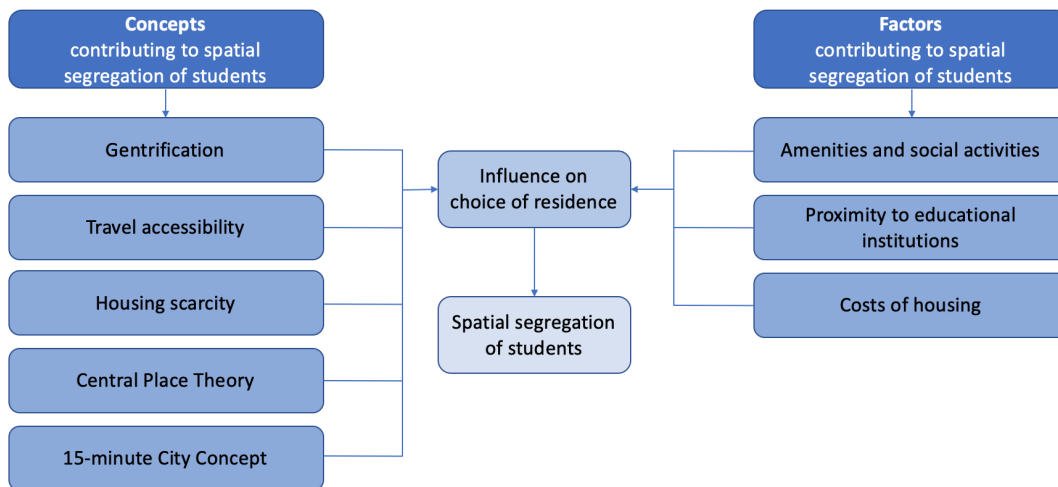 Concepts
contributing to spatial
segregation of students
Gentrification
Travel accessibility
Housing scarcity
Central Place Theory
15-minute City Concept
Influence on
choice of residence
Spatial segregation
of students
Factors
contributing to spatial
segregation of students
Amenities and social activities
Proximity to educational
institutions
Costs of housing